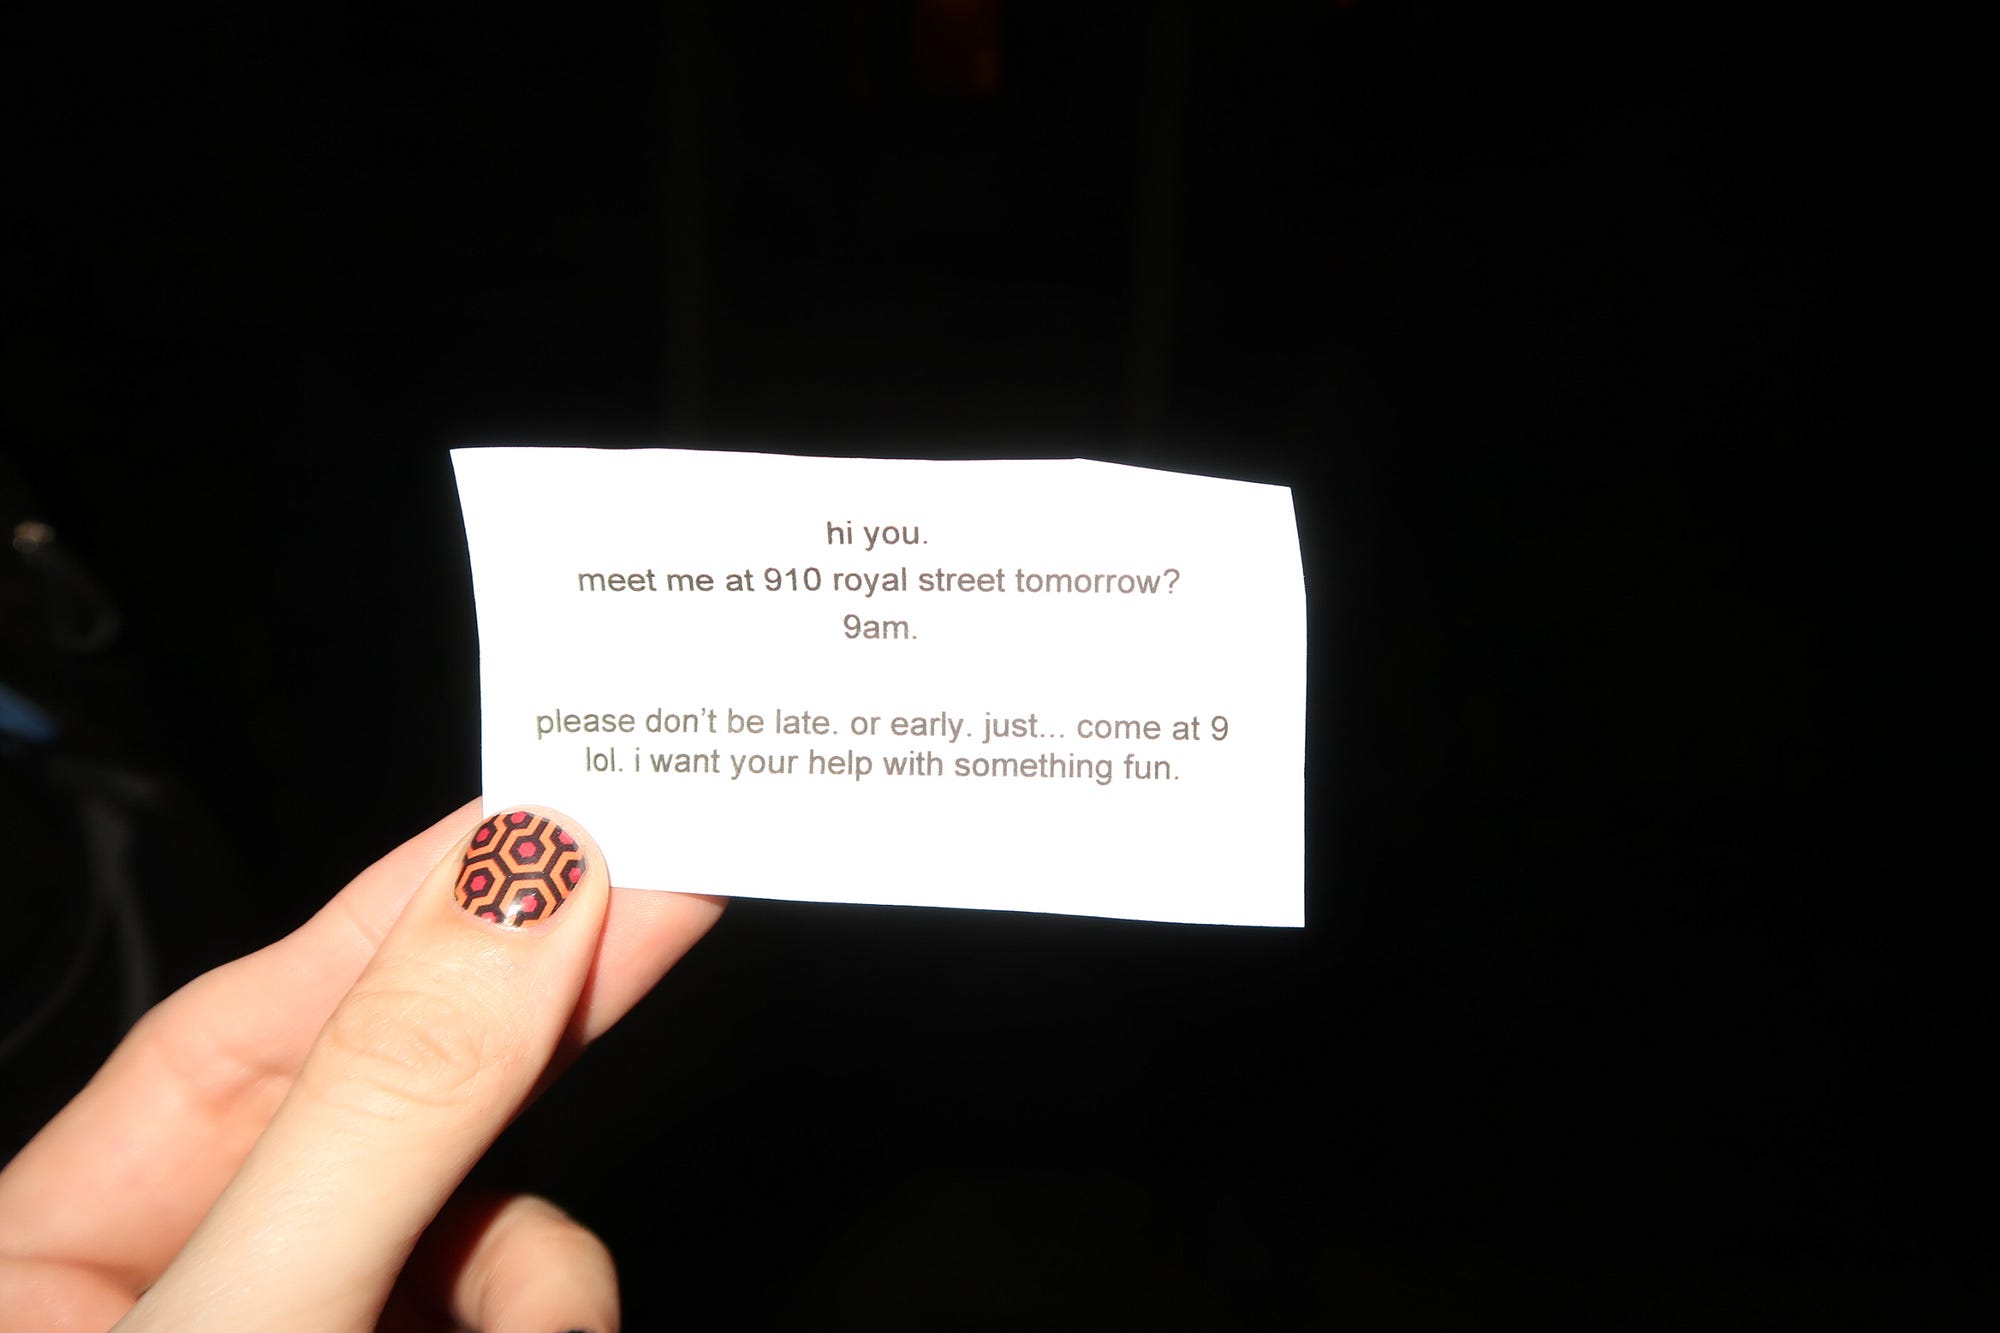 hi you.
meet me at 910 royal street tomorrow?
9am.
please don't be late. or early. just... come at 9
lol. i want your help with something fun.